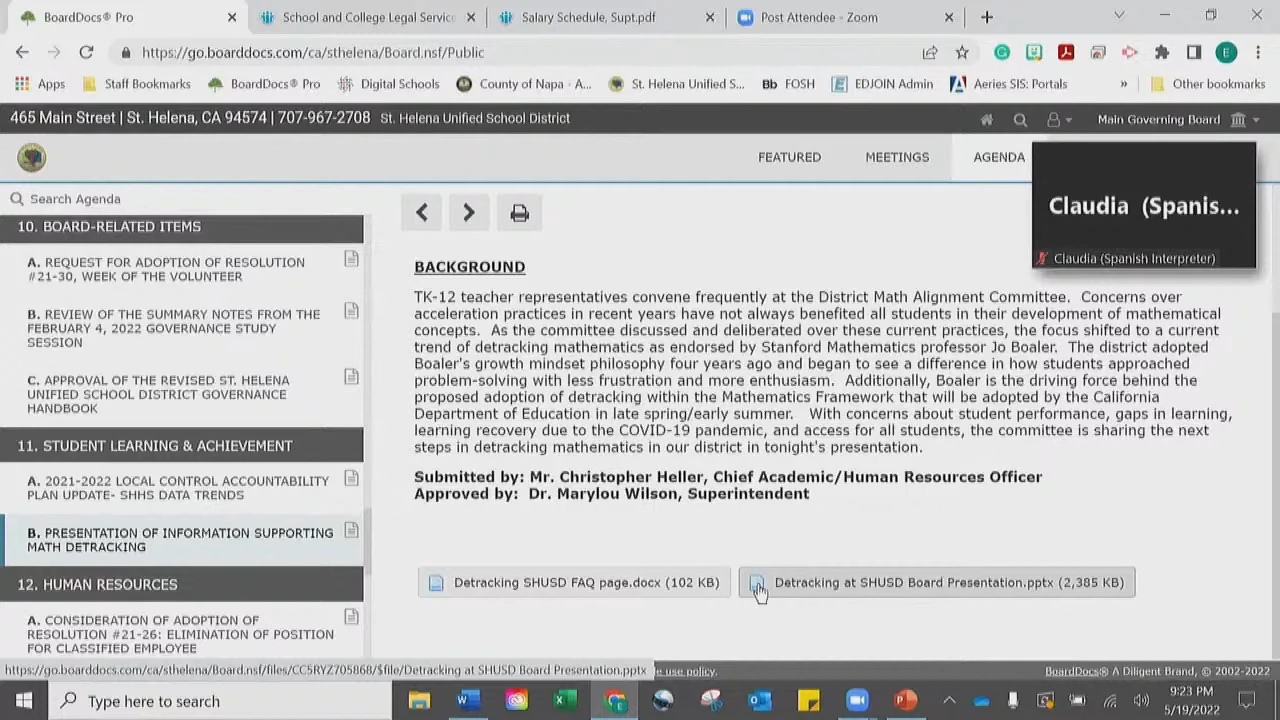 BoardDocs® Pro
School and College Legal Service
Salary Schedule, Supt.pdf
Post Attendee - Zoom
https://go.boarddocs.com/ca/sthelena/Board.nsf/Public
Apps
Staff Bookmarks
BoardDocs® Pro
Digital Schools
County of Napa - A...
St. Helena Unified S...
Bb FOSH
EDJOIN Admin
Aeries SIS: Portals
»
Other bookmarks
465 Main Street | St. Helena, CA 94574 | 707-967-2708 St. Helena Unified School District
Main Governing Board
FEATURED
MEETINGS
AGENDA
Claudia (Spanis...
Claudia (Spanish Interpreter)
Search Agenda
10. BOARD-RELATED ITEMS
A. REQUEST FOR ADOPTION OF RESOLUTION
#21-30, WEEK OF THE VOLUNTEER
B. REVIEW OF THE SUMMARY NOTES FROM THE
FEBRUARY 4, 2022 GOVERNANCE STUDY
SESSION
C. APPROVAL OF THE REVISED ST. HELENA
UNIFIED SCHOOL DISTRICT GOVERNANCE
HANDBOOK
11. STUDENT LEARNING & ACHIEVEMENT
A. 2021-2022 LOCAL CONTROL ACCOUNTABILITY
PLAN UPDATE- SHHS DATA TRENDS
B. PRESENTATION OF INFORMATION SUPPORTING
MATH DETRACKING
12. HUMAN RESOURCES
A. CONSIDERATION OF ADOPTION OF
RESOLUTION #21-26: ELIMINATION OF POSITION
FOR CLASSIFIED EMPLOYEE
BACKGROUND
TK-12 teacher representatives convene frequently at the District Math Alignment Committee. Concerns over
acceleration practices in recent years have not always benefited all students in their development of mathematical
concepts. As the committee discussed and deliberated over these current practices, the focus shifted to a current
trend of detracking mathematics as endorsed by Stanford Mathematics professor Jo Boaler. The district adopted
Boaler's growth mindset philosophy four years ago and began to see a difference in how students approached
problem-solving with less frustration and more enthusiasm. Additionally, Boaler is the driving force behind the
proposed adoption of detracking within the Mathematics Framework that will be adopted by the California
Department of Education in late spring/early summer. With concerns about student performance, gaps in learning,
learning recovery due to the COVID-19 pandemic, and access for all students, the committee is sharing the next
steps in detracking mathematics in our district in tonight's presentation.
Submitted by: Mr. Christopher Heller, Chief Academic/Human Resources Officer
Approved by: Dr. Marylou Wilson, Superintendent
Detracking SHUSD FAQ page.docx (102 KB)
Detracking at SHUSD Board Presentation.pptx (2,385 KB)
https://go.boarddocs.com/ca/sthelena/Board.nsf/files/CC5RYZ705868/$file/Detracking at SHUSD Board Presentation.pptx
e use policy.
BoardDocs® A Diligent Brand, © 2002-2022
Type here to search
9:23 PM
5/19/2022